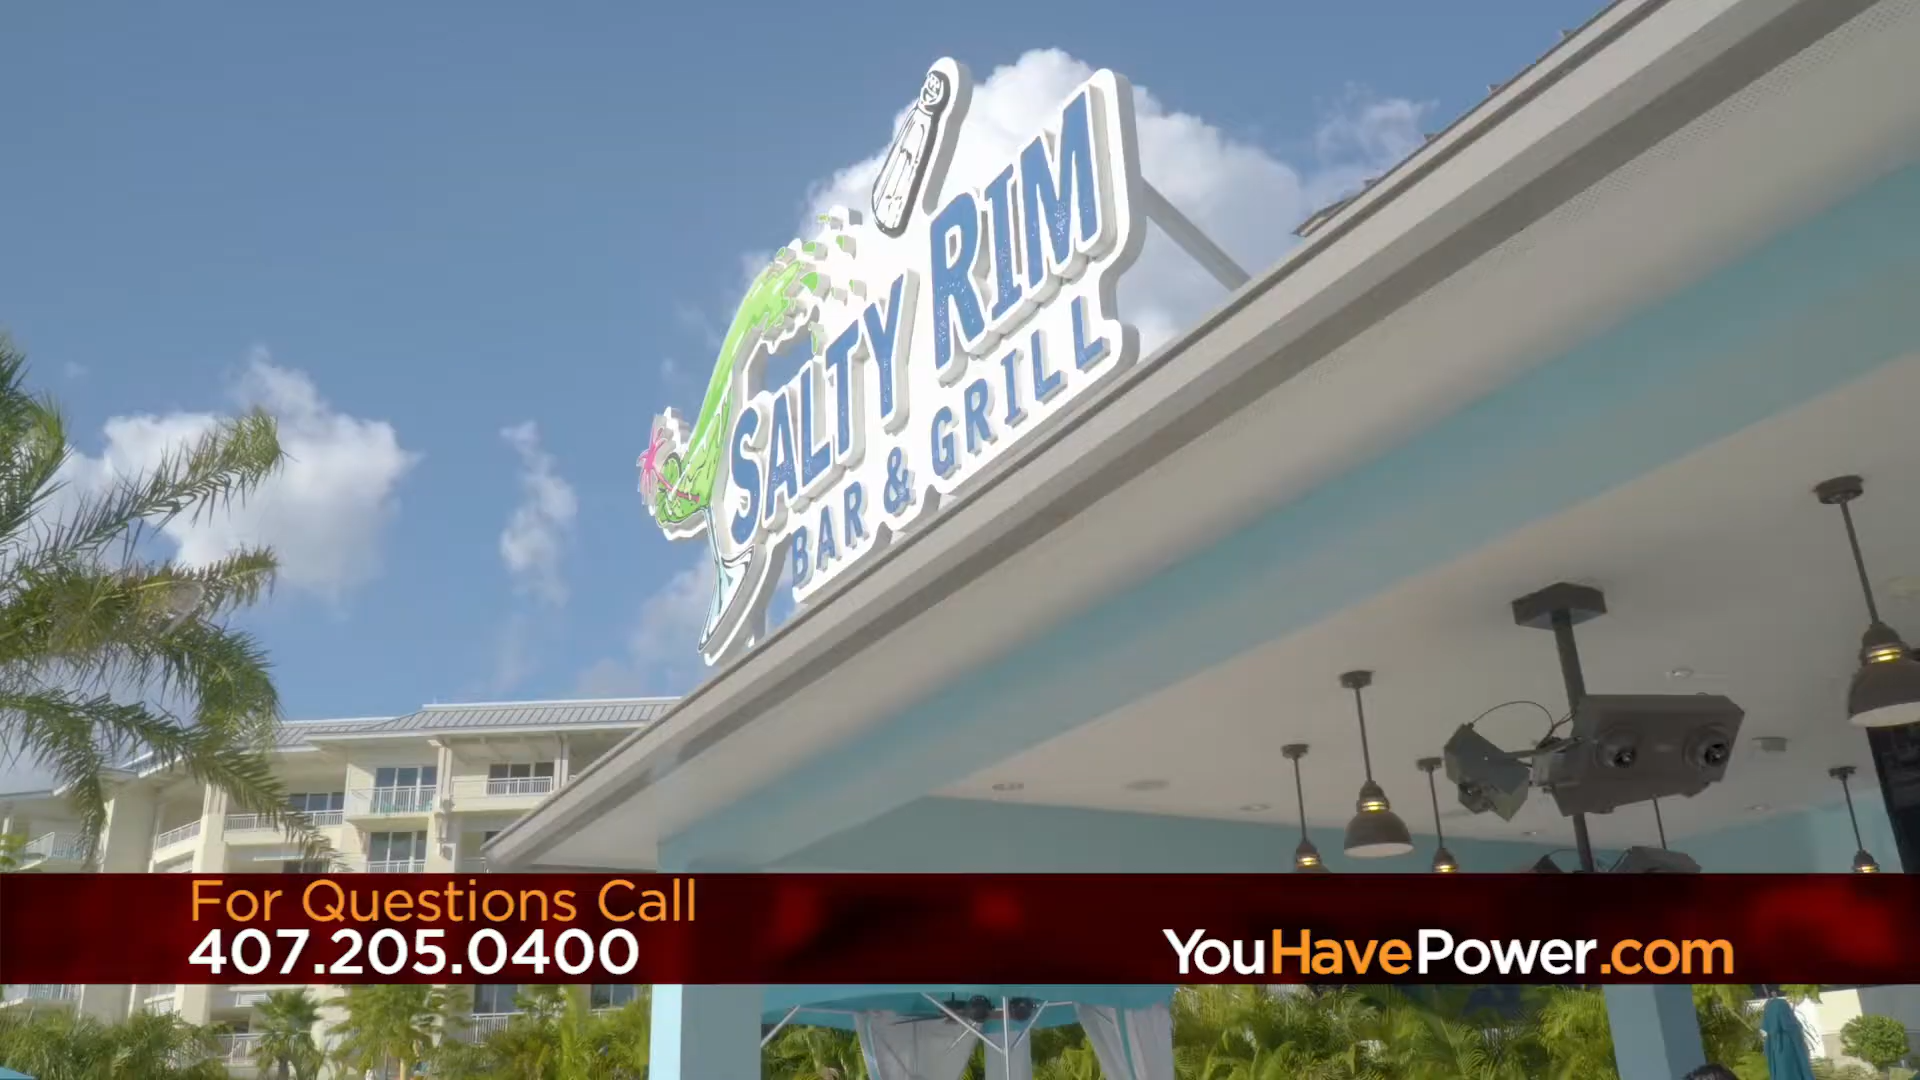 SALTY RIM
BAR & GRILL
For Questions Call
407.205.0400
YouHavePower.com